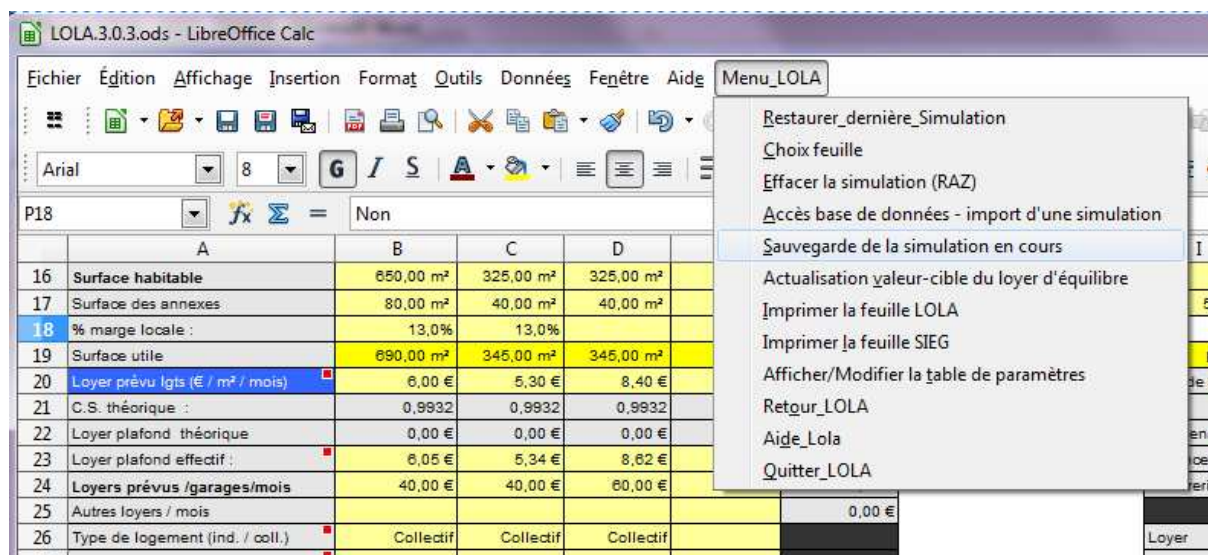 LOLA.3.0.3.ods - LibreOffice Calc
Fichier Édition Affichage Insertion Format Outils Données Fenêtre Aide Menu_LOLA
Arial 8 G I S A
P18 Non
A B C D I
16 Surface habitable 650,00 m² 325,00 m² 325,00 m²
17 Surface des annexes 80,00 m² 40,00 m² 40,00 m²
18 % marge locale : 13,0% 13,0%
19 Surface utile 690,00 m² 345,00 m² 345,00 m²
20 Loyer prévu lgts (€ / m² / mois) 6,00 € 5,30 € 8,40 €
21 C.S. théorique : 0,9932 0,9932 0,9932
22 Loyer plafond théorique 0,00 € 0,00 € 0,00 €
23 Loyer plafond effectif : 6,05 € 5,34 € 8,62 €
24 Loyers prévus /garages/mois 40,00 € 40,00 € 60,00 €
25 Autres loyers / mois 0,00 €
26 Type de logement (ind. / coll.) Collectif Collectif Collectif Loyer
Restaurer_dernière_Simulation
Choix feuille
Effacer la simulation (RAZ)
Accès base de données - import d'une simulation
Sauvegarde de la simulation en cours
Actualisation valeur-cible du loyer d'équilibre
Imprimer la feuille LOLA
Imprimer la feuille SIEG
Afficher/Modifier la table de paramètres
Retour_LOLA
Aide_Lola
Quitter_LOLA